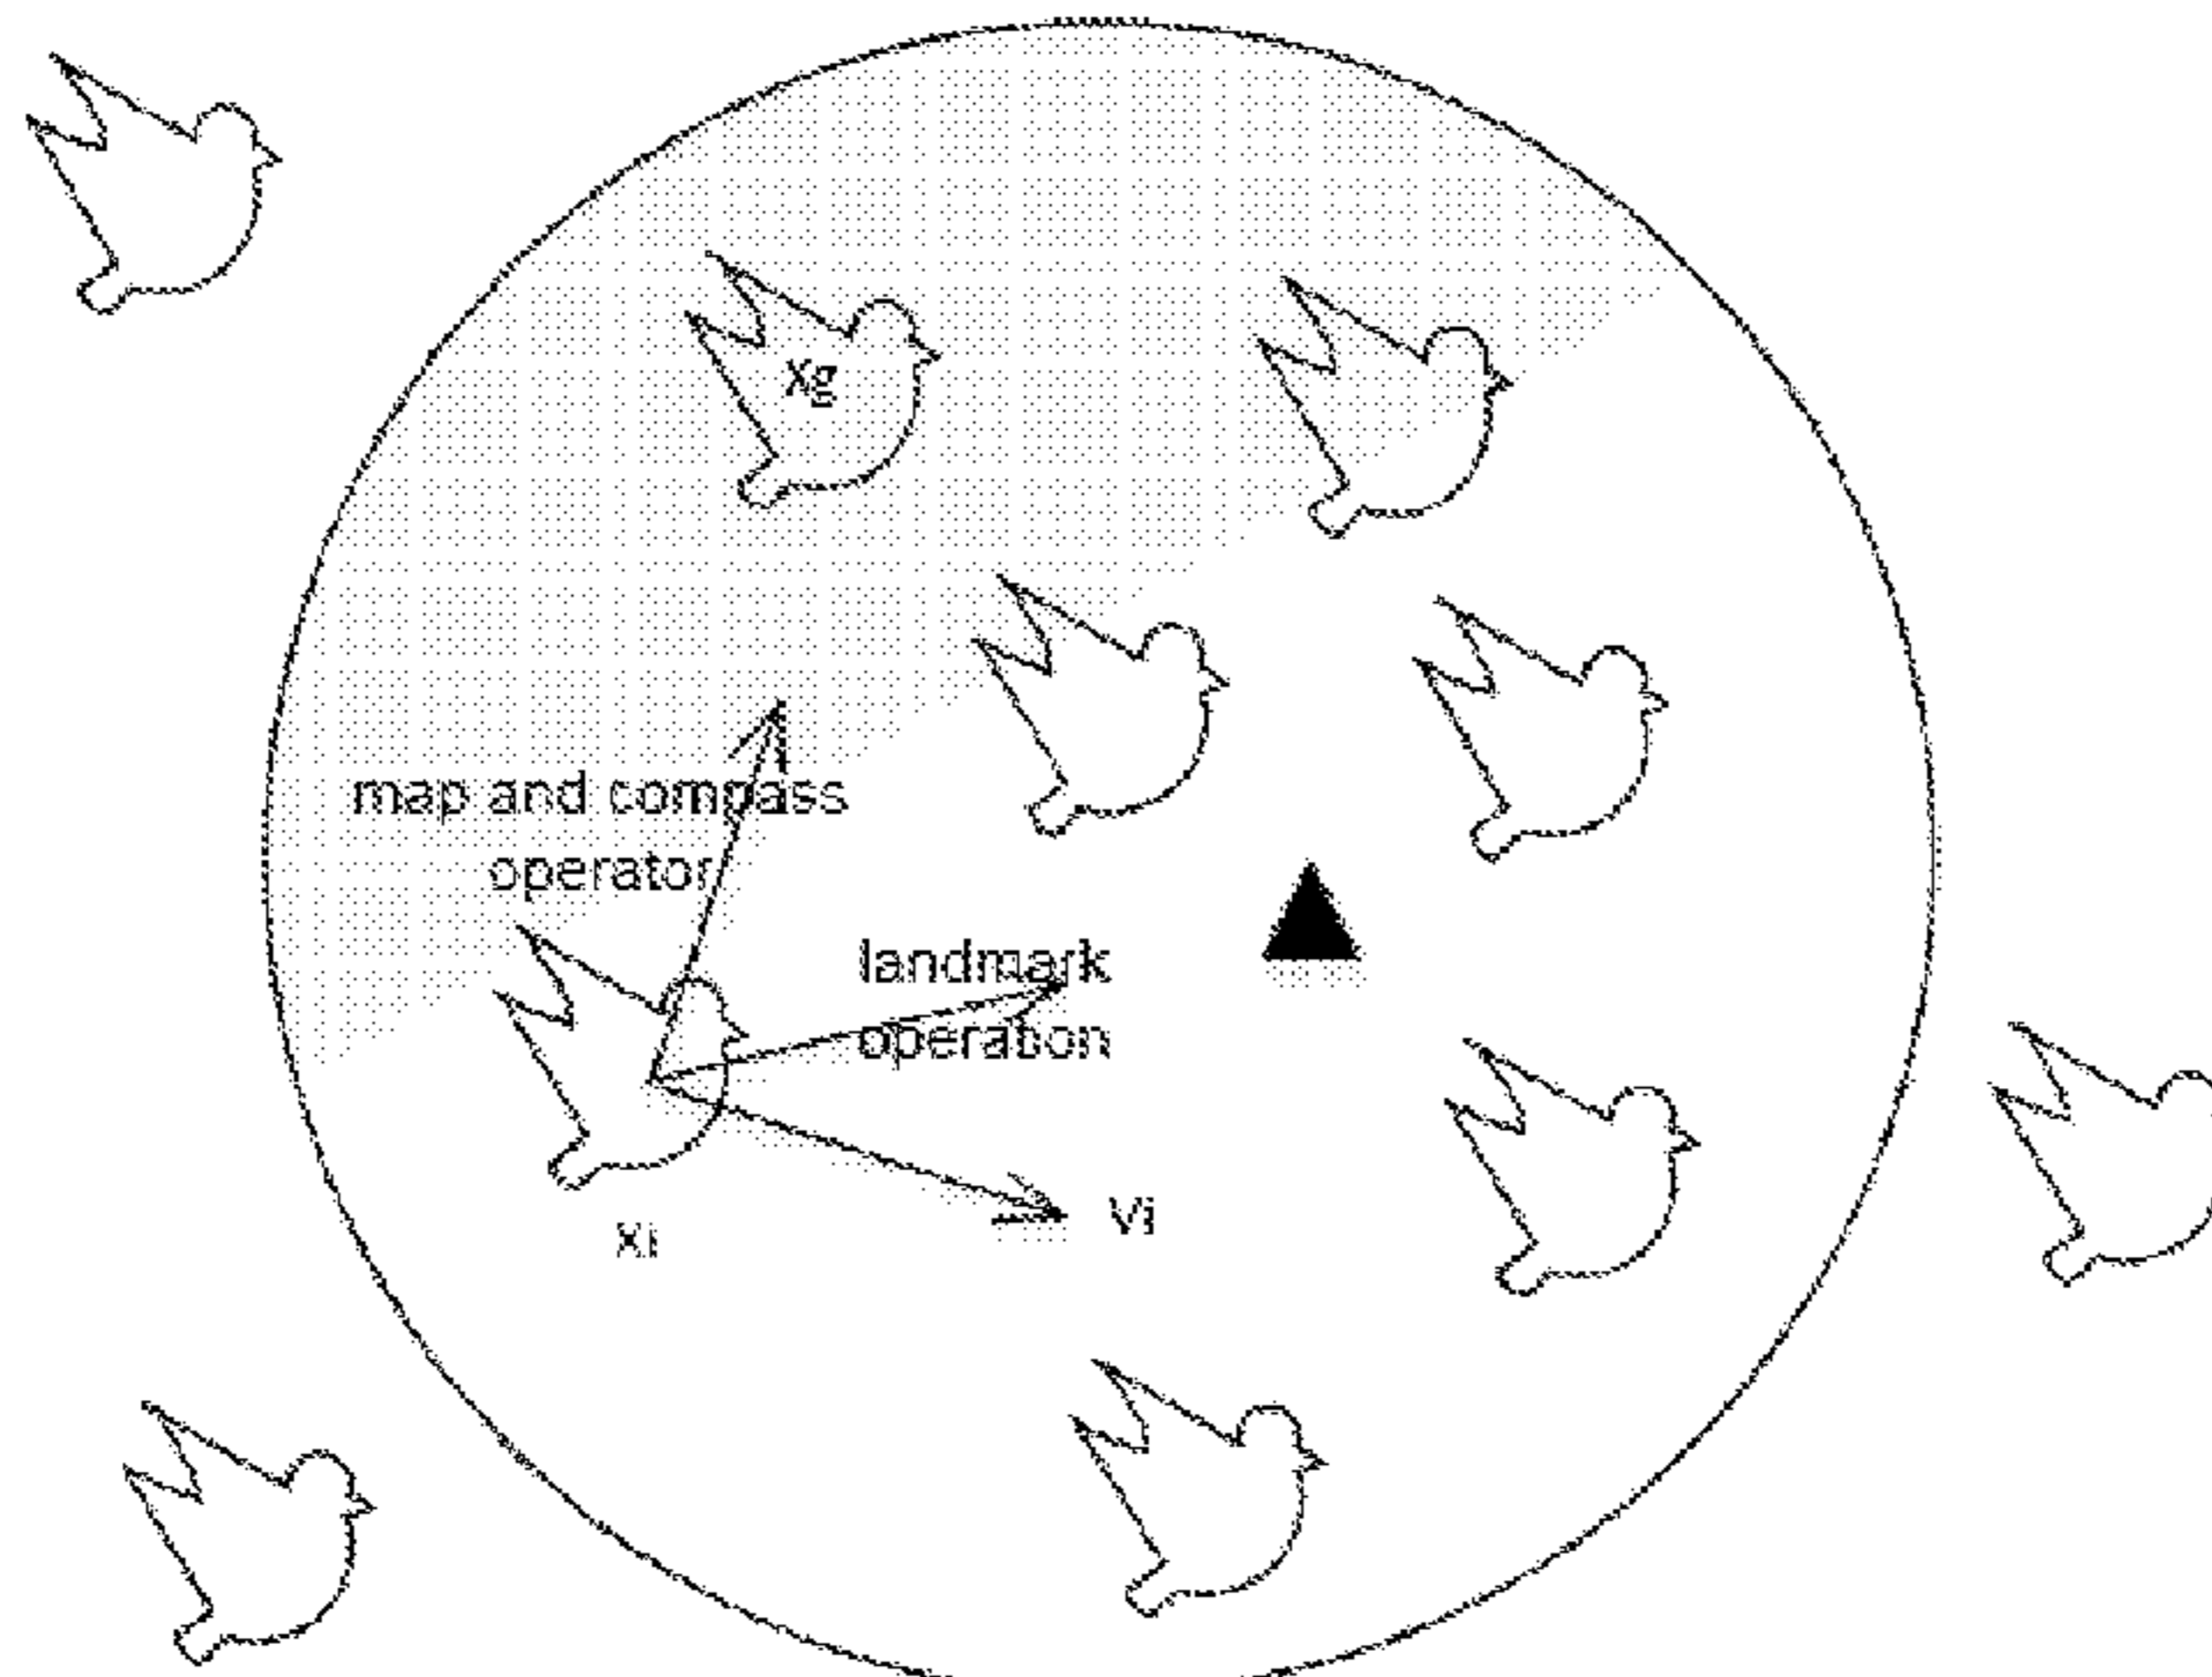 Xg
map and compass
operator
landmark
operation
Vi
Xi